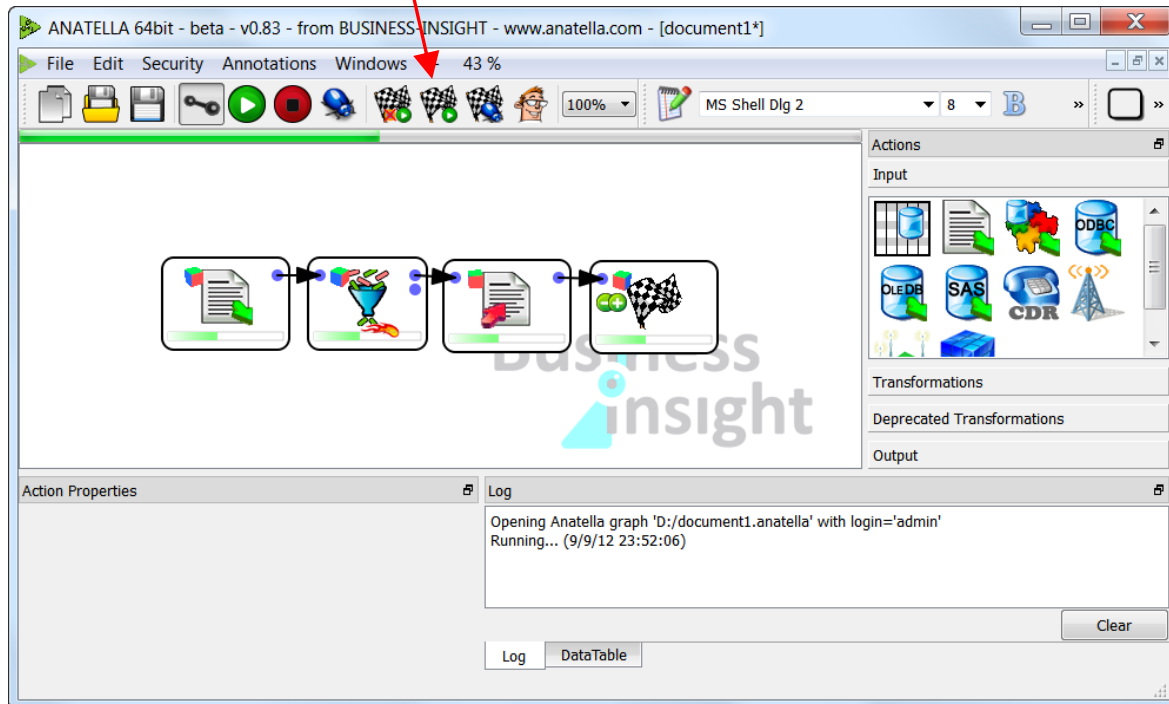 ANATELLA 64bit - beta - v0.83 - from BUSINESS-INSIGHT - www.anatella.com - [document1*]
File Edit Security Annotations Windows - 43 %
100% MS Shell Dlg 2 8 B » »
Actions
Input
ODBC
OLE DB SAS CDR
Business
insight
Transformations
Deprecated Transformations
Output
Action Properties
Log
Opening Anatella graph 'D:/document1.anatella' with login='admin'
Running... (9/9/12 23:52:06)
Clear
Log DataTable